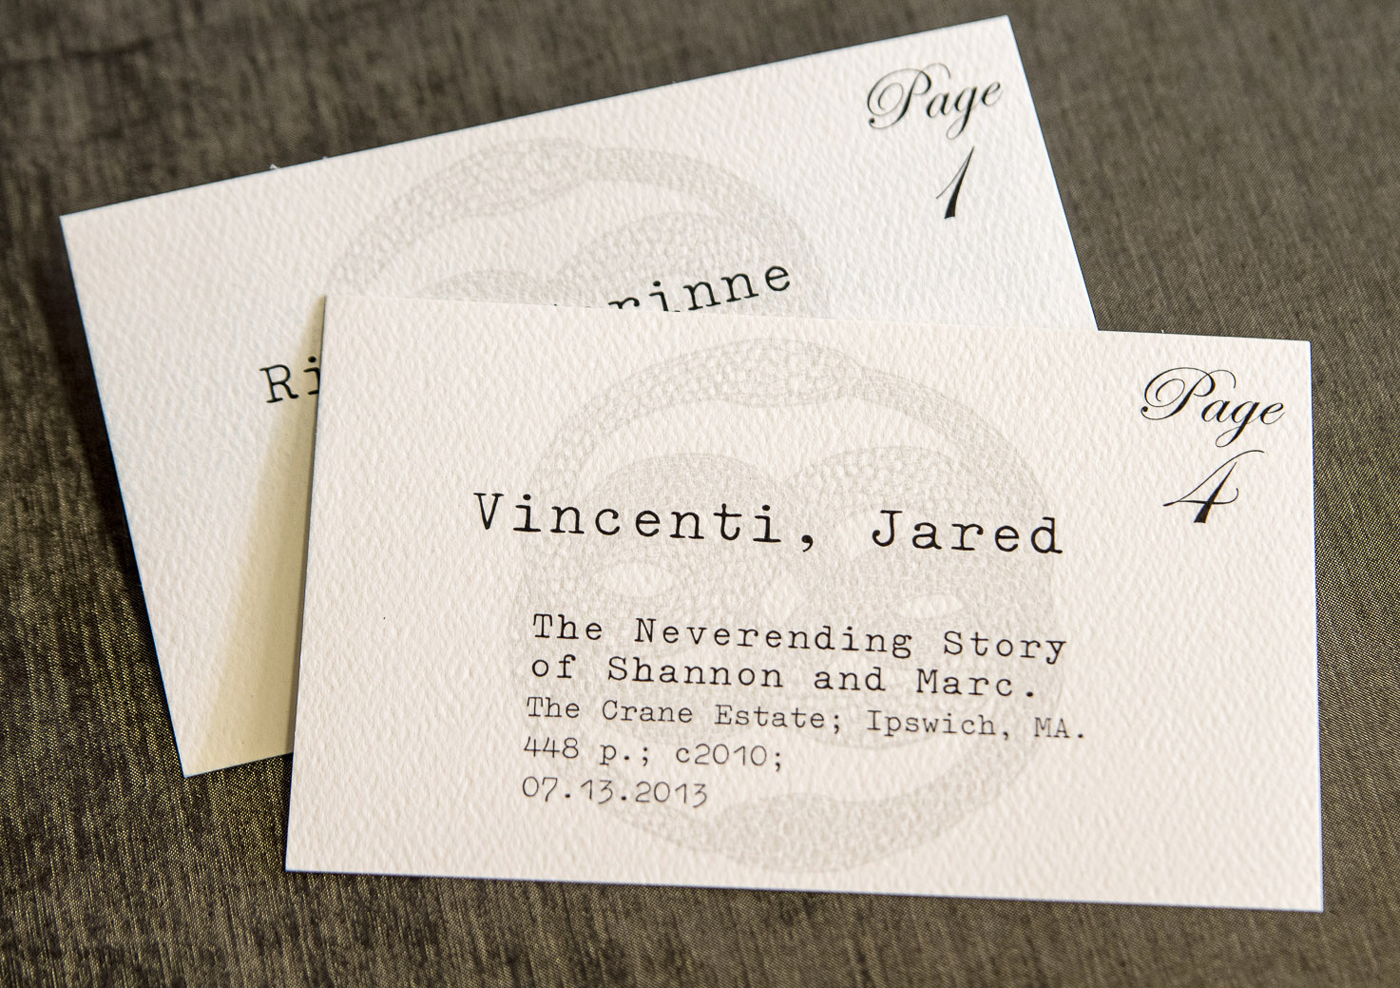 Page
1
rinne
Ri
Page
4
Vincenti, Jared
The Neverending Story
of Shannon and Marc.
The Crane Estate; Ipswich, MA.
448 p.; c2010;
07.13.2013